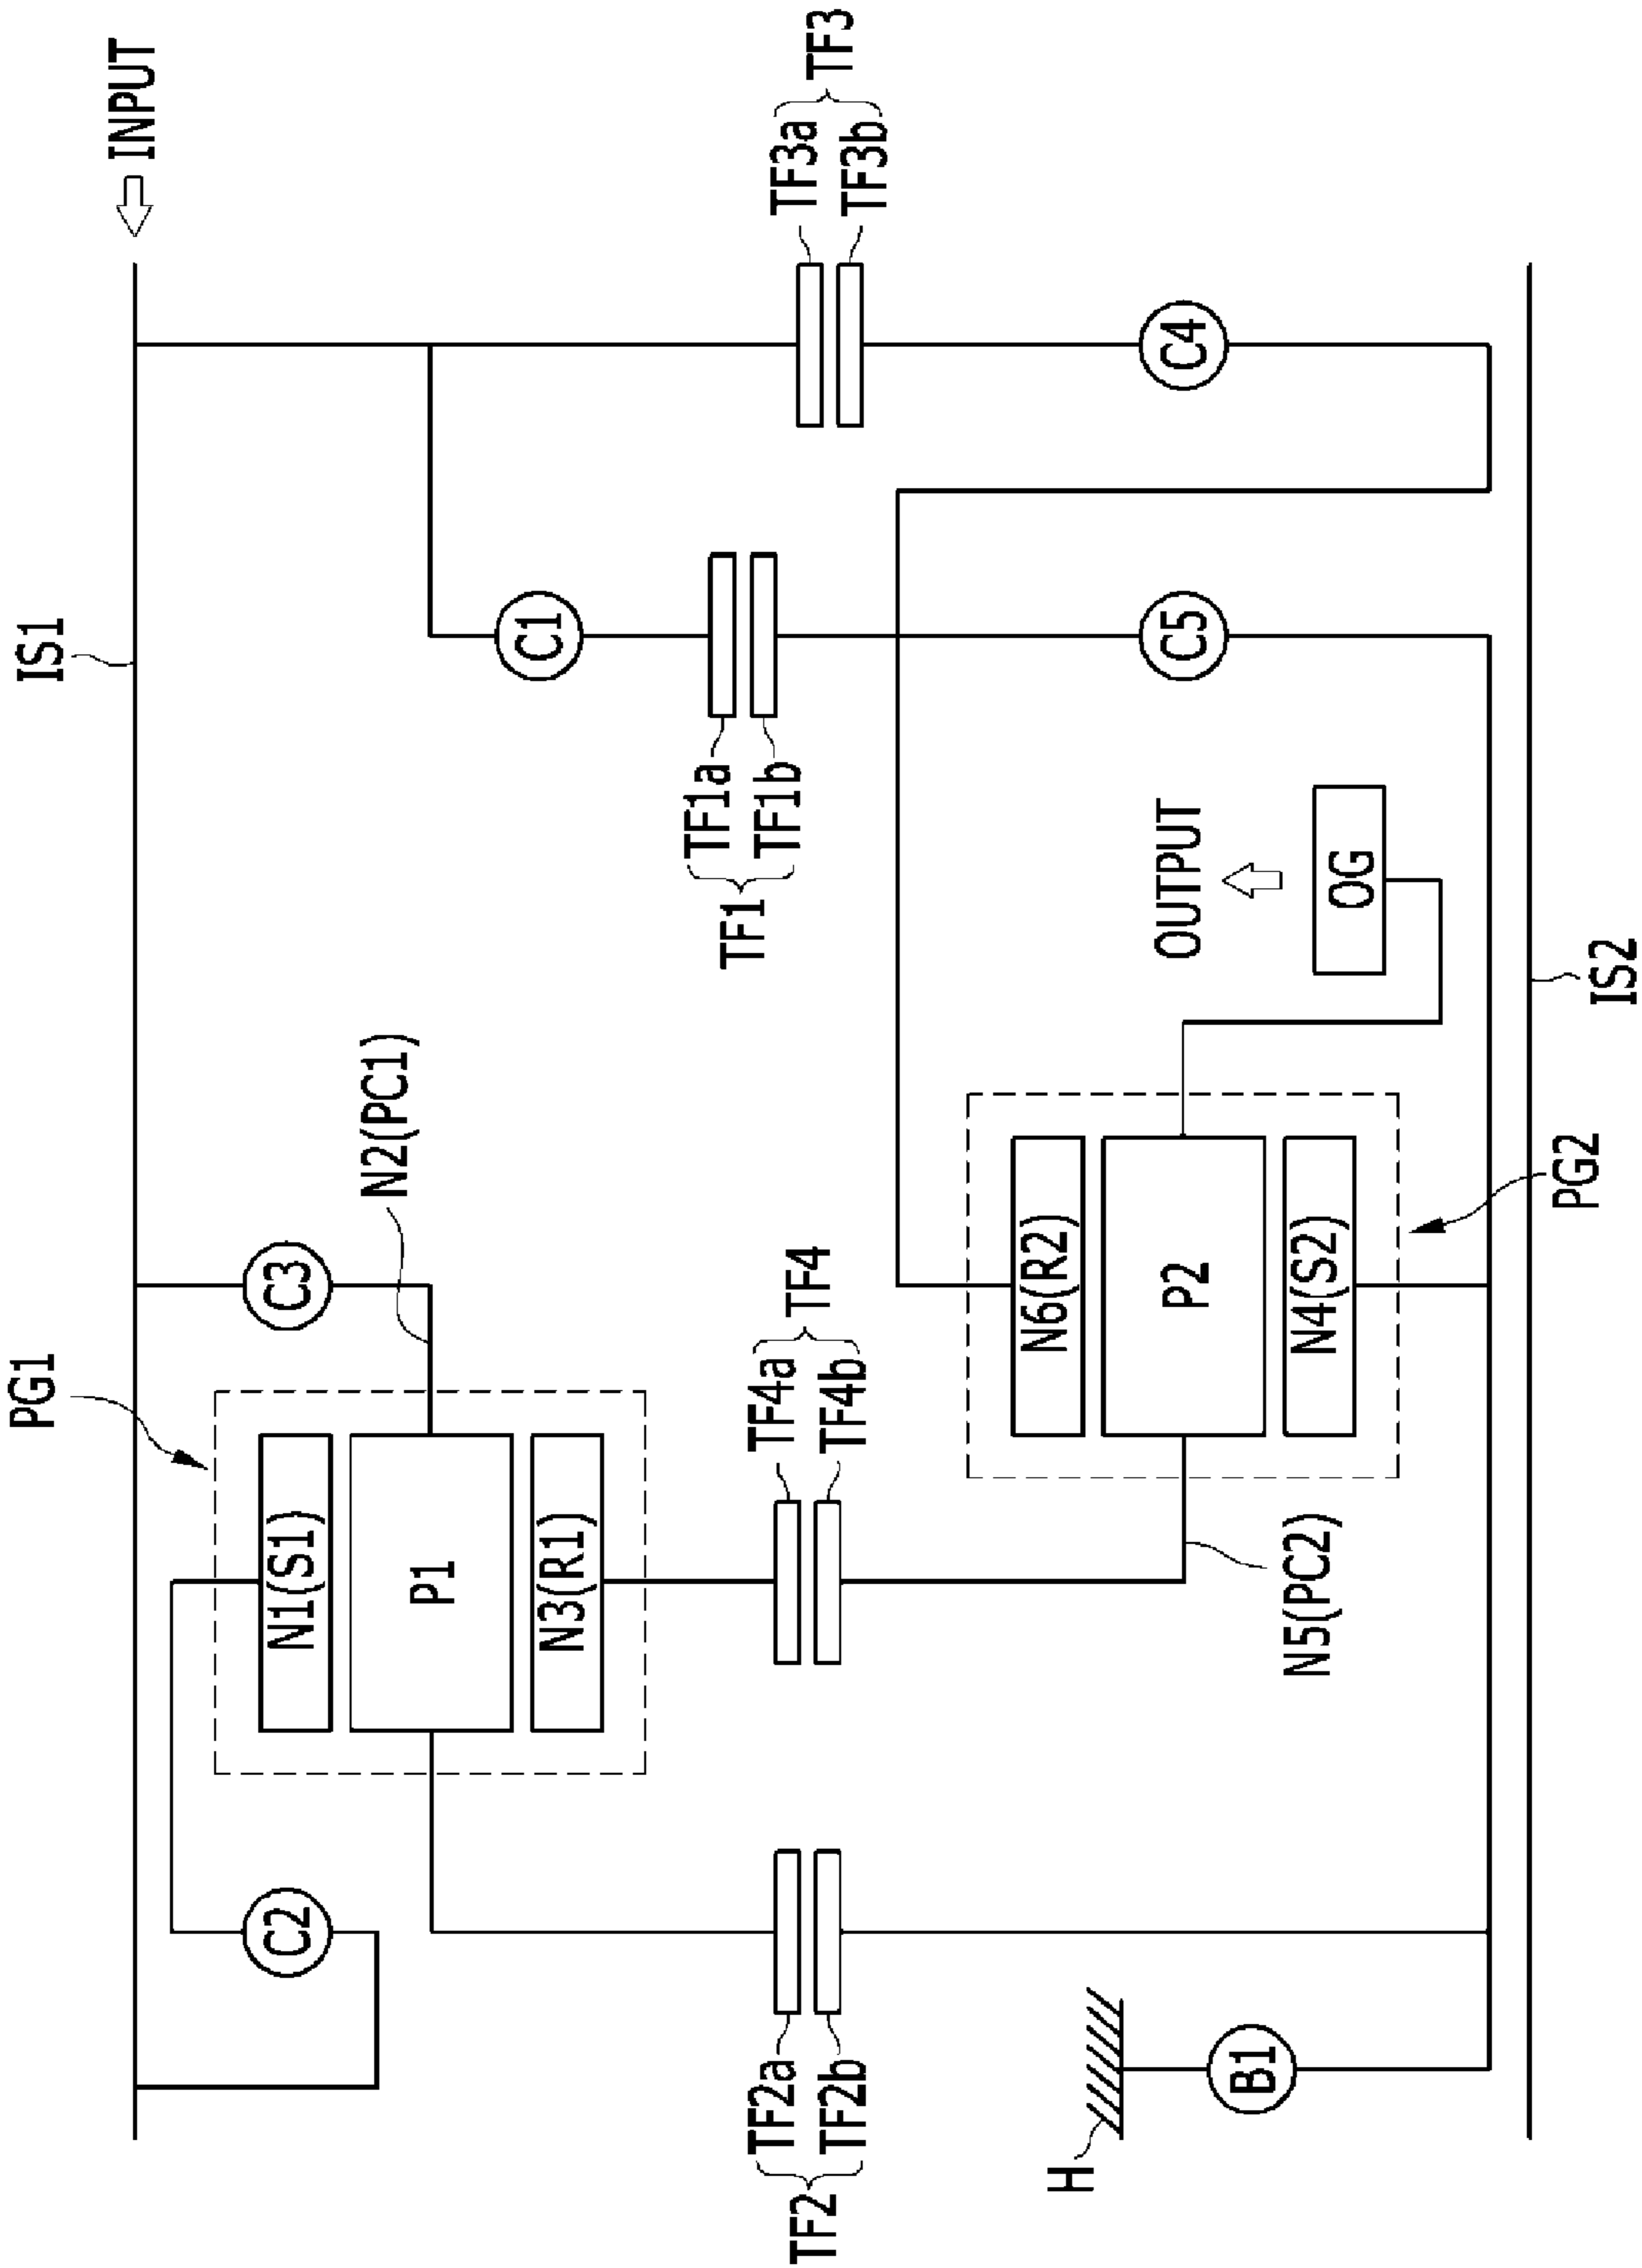 INPUT
IS1
PG1
C2
N1(S1)
P1
N3(R1)
C3
N2(PC1)
C1
TF1a
TF1b
TF1
TF3a
TF3b
TF3
TF2a
TF2b
TF2
TF4a
TF4b
TF4
C5
C4
H
B1
N5(PC2)
N6(R2)
P2
N4(S2)
PG2
OUTPUT
OG
IS2